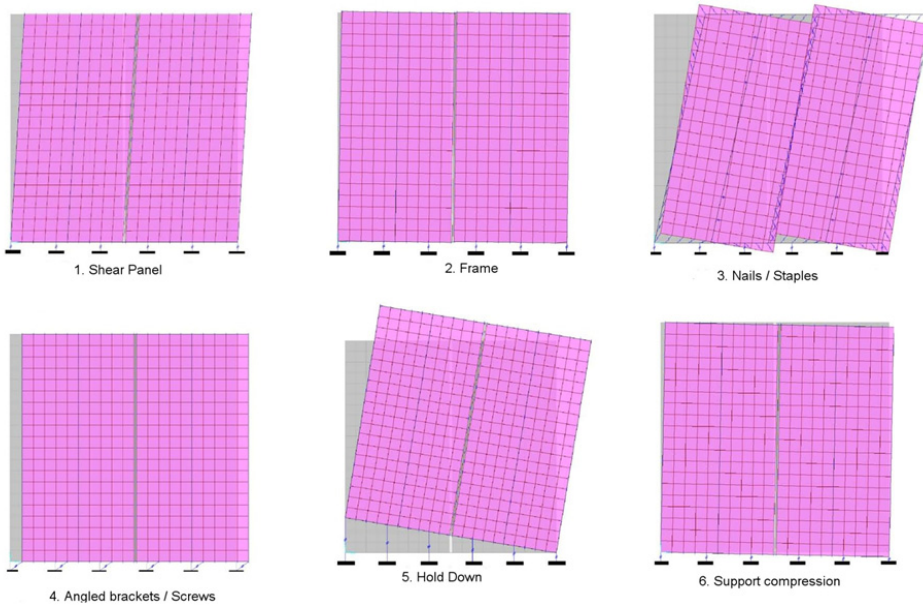 1. Shear Panel
2. Frame
3. Nails / Staples
4. Angled brackets / Screws
5. Hold Down
6. Support compression